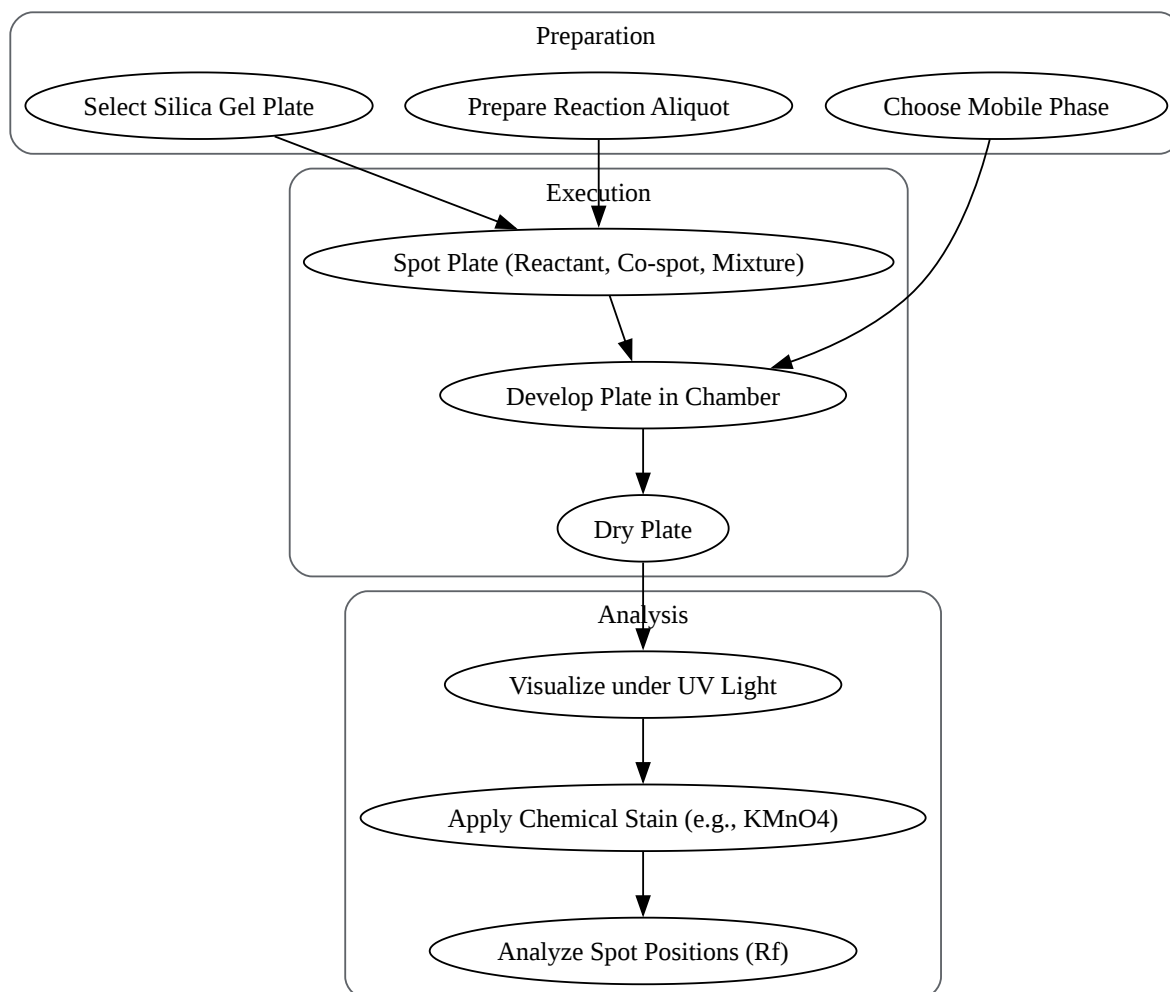 Preparation
Select Silica Gel Plate
Prepare Reaction Aliquot
Choose Mobile Phase
Execution
Spot Plate (Reactant, Co-spot, Mixture)
Develop Plate in Chamber
Dry Plate
Analysis
Visualize under UV Light
Apply Chemical Stain (e.g., KMnO4)
Analyze Spot Positions (Rf)